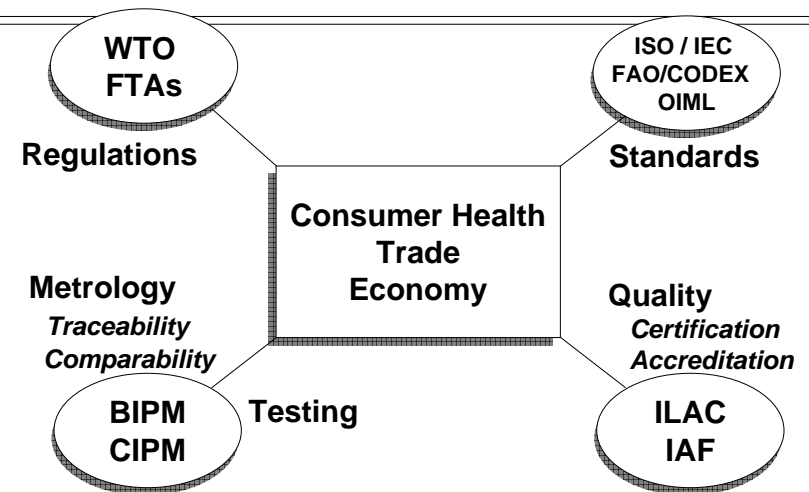 WTO
FTAs
ISO / IEC
FAO/CODEX
OIML
Regulations
Standards
Consumer Health
Trade
Economy
Metrology
Traceability
Comparability
Quality
Certification
Accreditation
BIPM
CIPM
Testing
ILAC
IAF